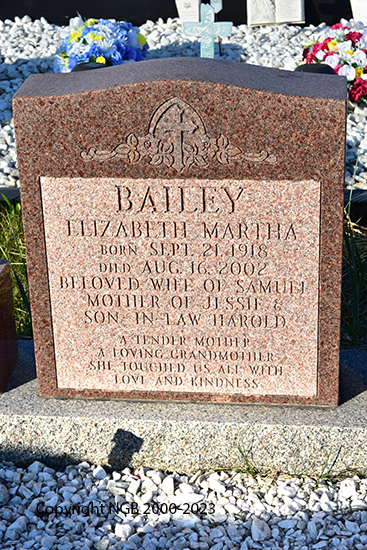 BAILEY
ELIZABETH MARTHA
BORN SEPT. 21, 1918
DIED AUG. 16, 2002
BELOVED WIFE OF SAMUEL
MOTHER OF JESSIE &
SON-IN-LAW HAROLD
A TENDER MOTHER
A LOVING GRANDMOTHER
SHE TOUCHED US ALL WITH
LOVE AND KINDNESS
Copyright NGB 2000-2023